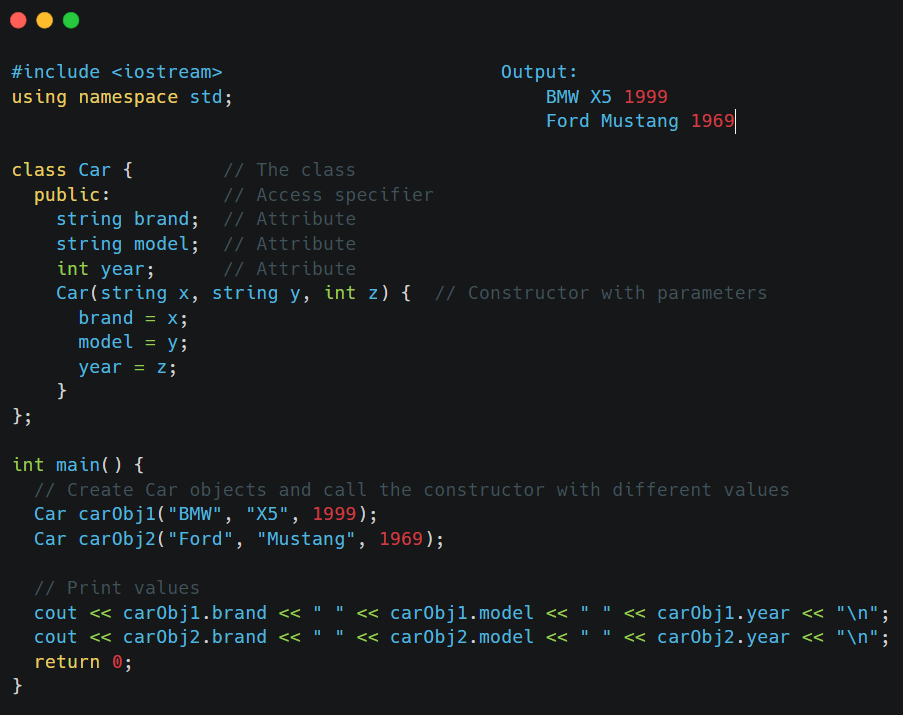 #include <iostream>
using namespace std;
Output:
BMW X5 1999
Ford Mustang 1969
class Car {        // The class
  public:          // Access specifier
    string brand;  // Attribute
    string model;  // Attribute
    int year;      // Attribute
    Car(string x, string y, int z) {  // Constructor with parameters
      brand = x;
      model = y;
      year = z;
    }
};
int main() {
  // Create Car objects and call the constructor with different values
  Car carObj1("BMW", "X5", 1999);
  Car carObj2("Ford", "Mustang", 1969);
  // Print values
  cout << carObj1.brand << " " << carObj1.model << " " << carObj1.year << "\n";
  cout << carObj2.brand << " " << carObj2.model << " " << carObj2.year << "\n";
  return 0;
}